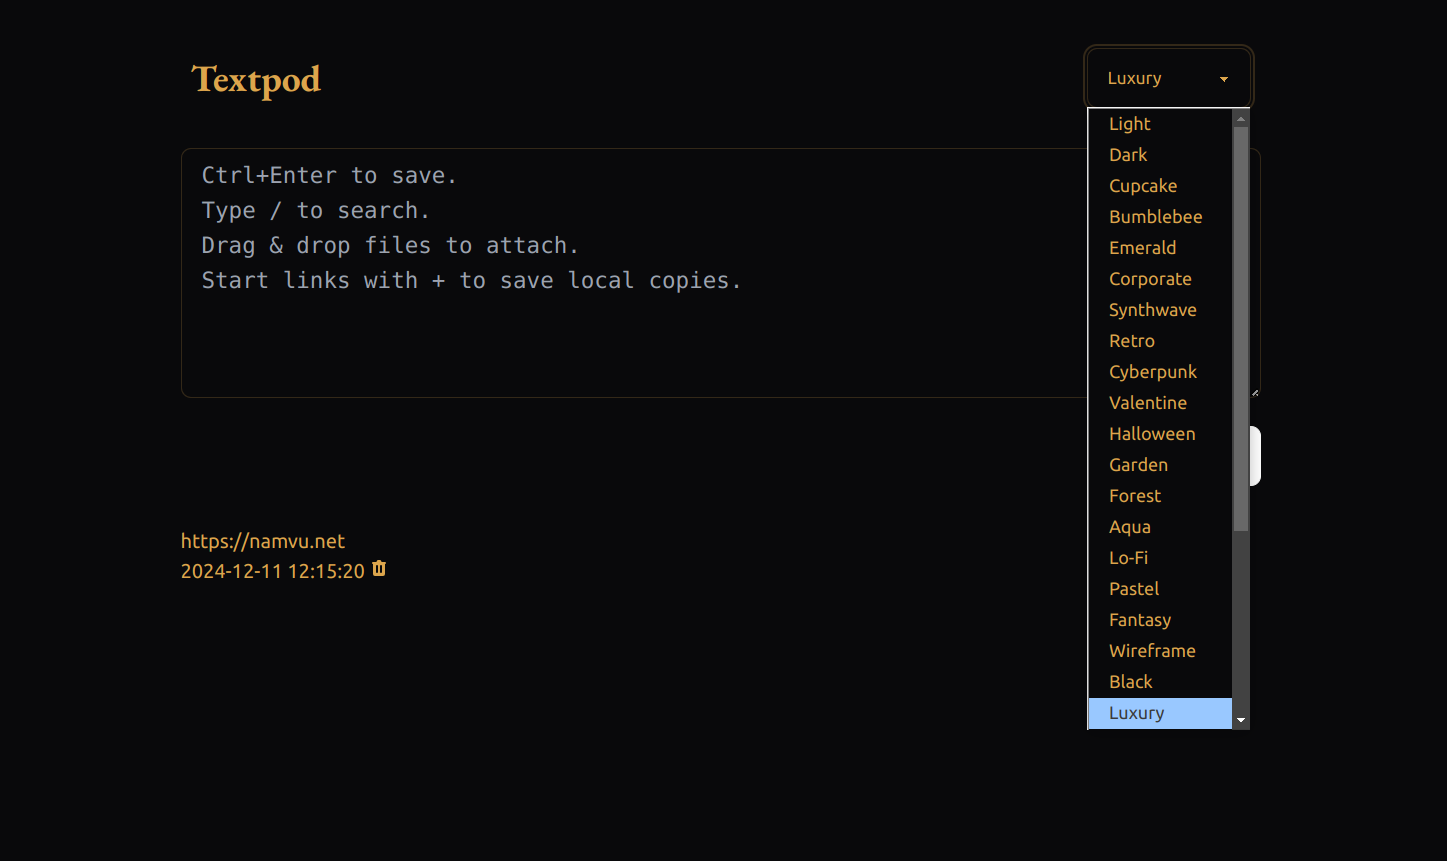 Textpod
Luxury
Ctrl+Enter to save.
Type / to search.
Drag & drop files to attach.
Start links with + to save local copies.
Light
Dark
Cupcake
Bumblebee
Emerald
Corporate
Synthwave
Retro
Cyberpunk
Valentine
Halloween
Garden
Forest
Aqua
Lo-Fi
Pastel
Fantasy
Wireframe
Black
Luxury
https://namvu.net
2024-12-11 12:15:20